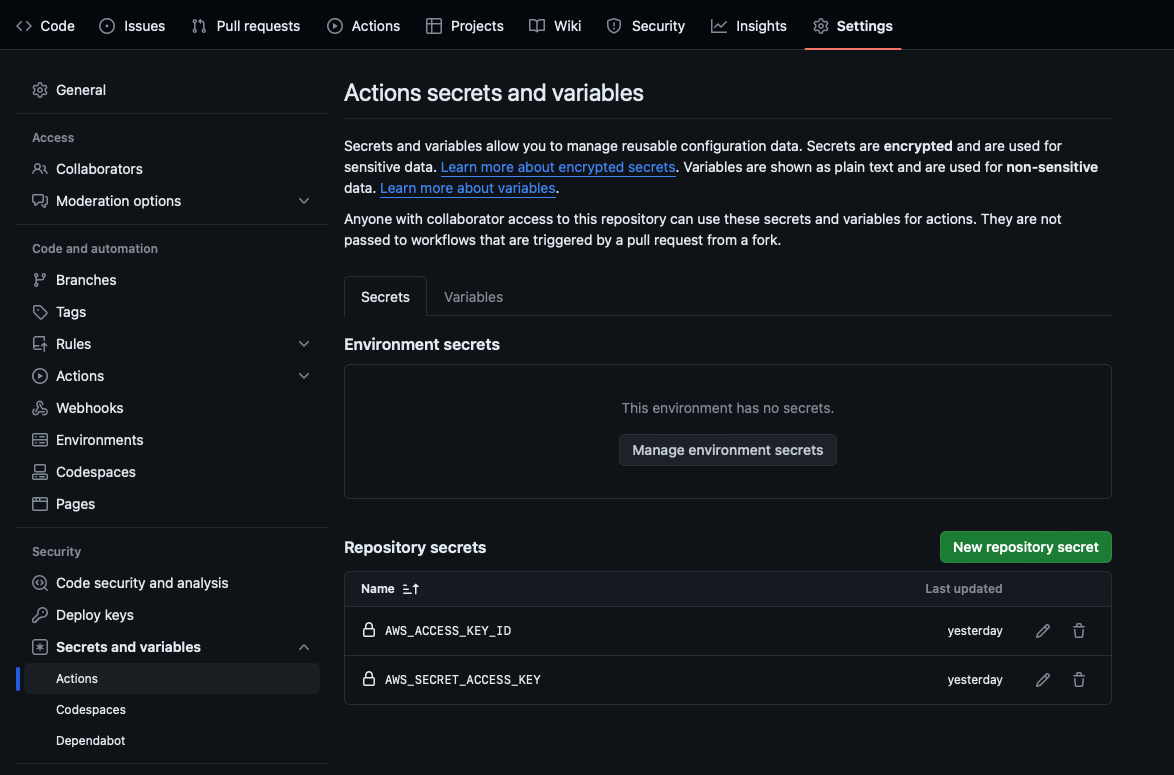 Code Issues Pull requests Actions Projects Wiki Security Insights Settings
General
Access
Collaborators
Moderation options
Code and automation
Branches
Tags
Rules
Actions
Webhooks
Environments
Codespaces
Pages
Security
Code security and analysis
Deploy keys
Secrets and variables
Actions
Codespaces
Dependabot
Actions secrets and variables
Secrets and variables allow you to manage reusable configuration data. Secrets are encrypted and are used for
sensitive data. Learn more about encrypted secrets. Variables are shown as plain text and are used for non-sensitive
data. Learn more about variables.
Anyone with collaborator access to this repository can use these secrets and variables for actions. They are not
passed to workflows that are triggered by a pull request from a fork.
Secrets Variables
Environment secrets
This environment has no secrets.
Manage environment secrets
Repository secrets New repository secret
Name Last updated
AWS_ACCESS_KEY_ID yesterday
AWS_SECRET_ACCESS_KEY yesterday